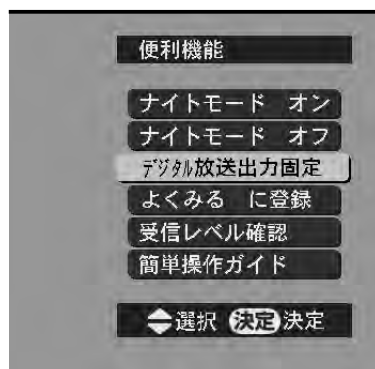 便利機能
ナイトモード オン
ナイトモード オフ
デジタル放送出力固定
よくみる に登録
受信レベル確認
簡単操作ガイド
選択 決定 決定